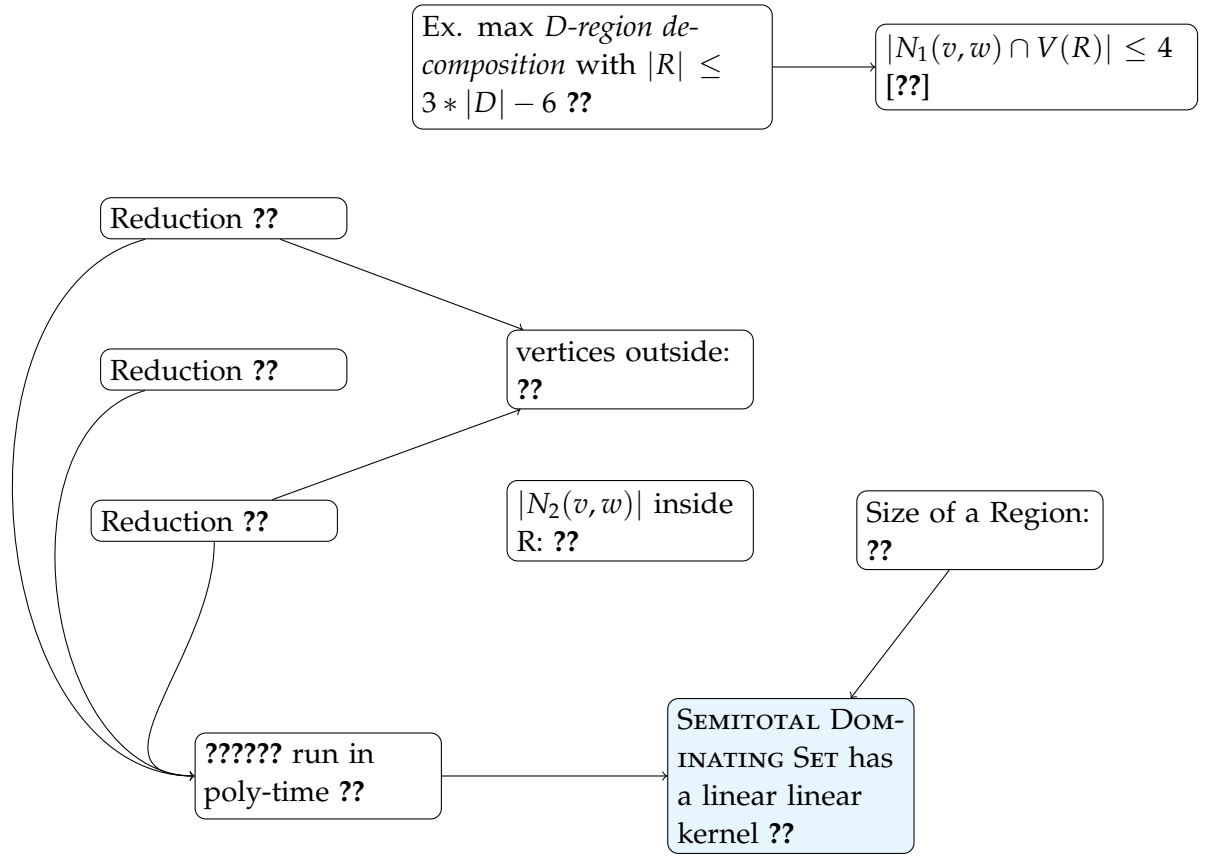 Ex. max D-region de-
composition with |R| ≤
3 * |D| − 6 ??
|N₁(v, w) ∩ V(R)| ≤ 4
[??]
Reduction ??
Reduction ??
vertices outside:
??
Reduction ??
|N₂(v, w)| inside
R: ??
Size of a Region:
??
?????? run in
poly-time ??
SEMITOTAL DOM-
INATING SET has
a linear linear
kernel ??